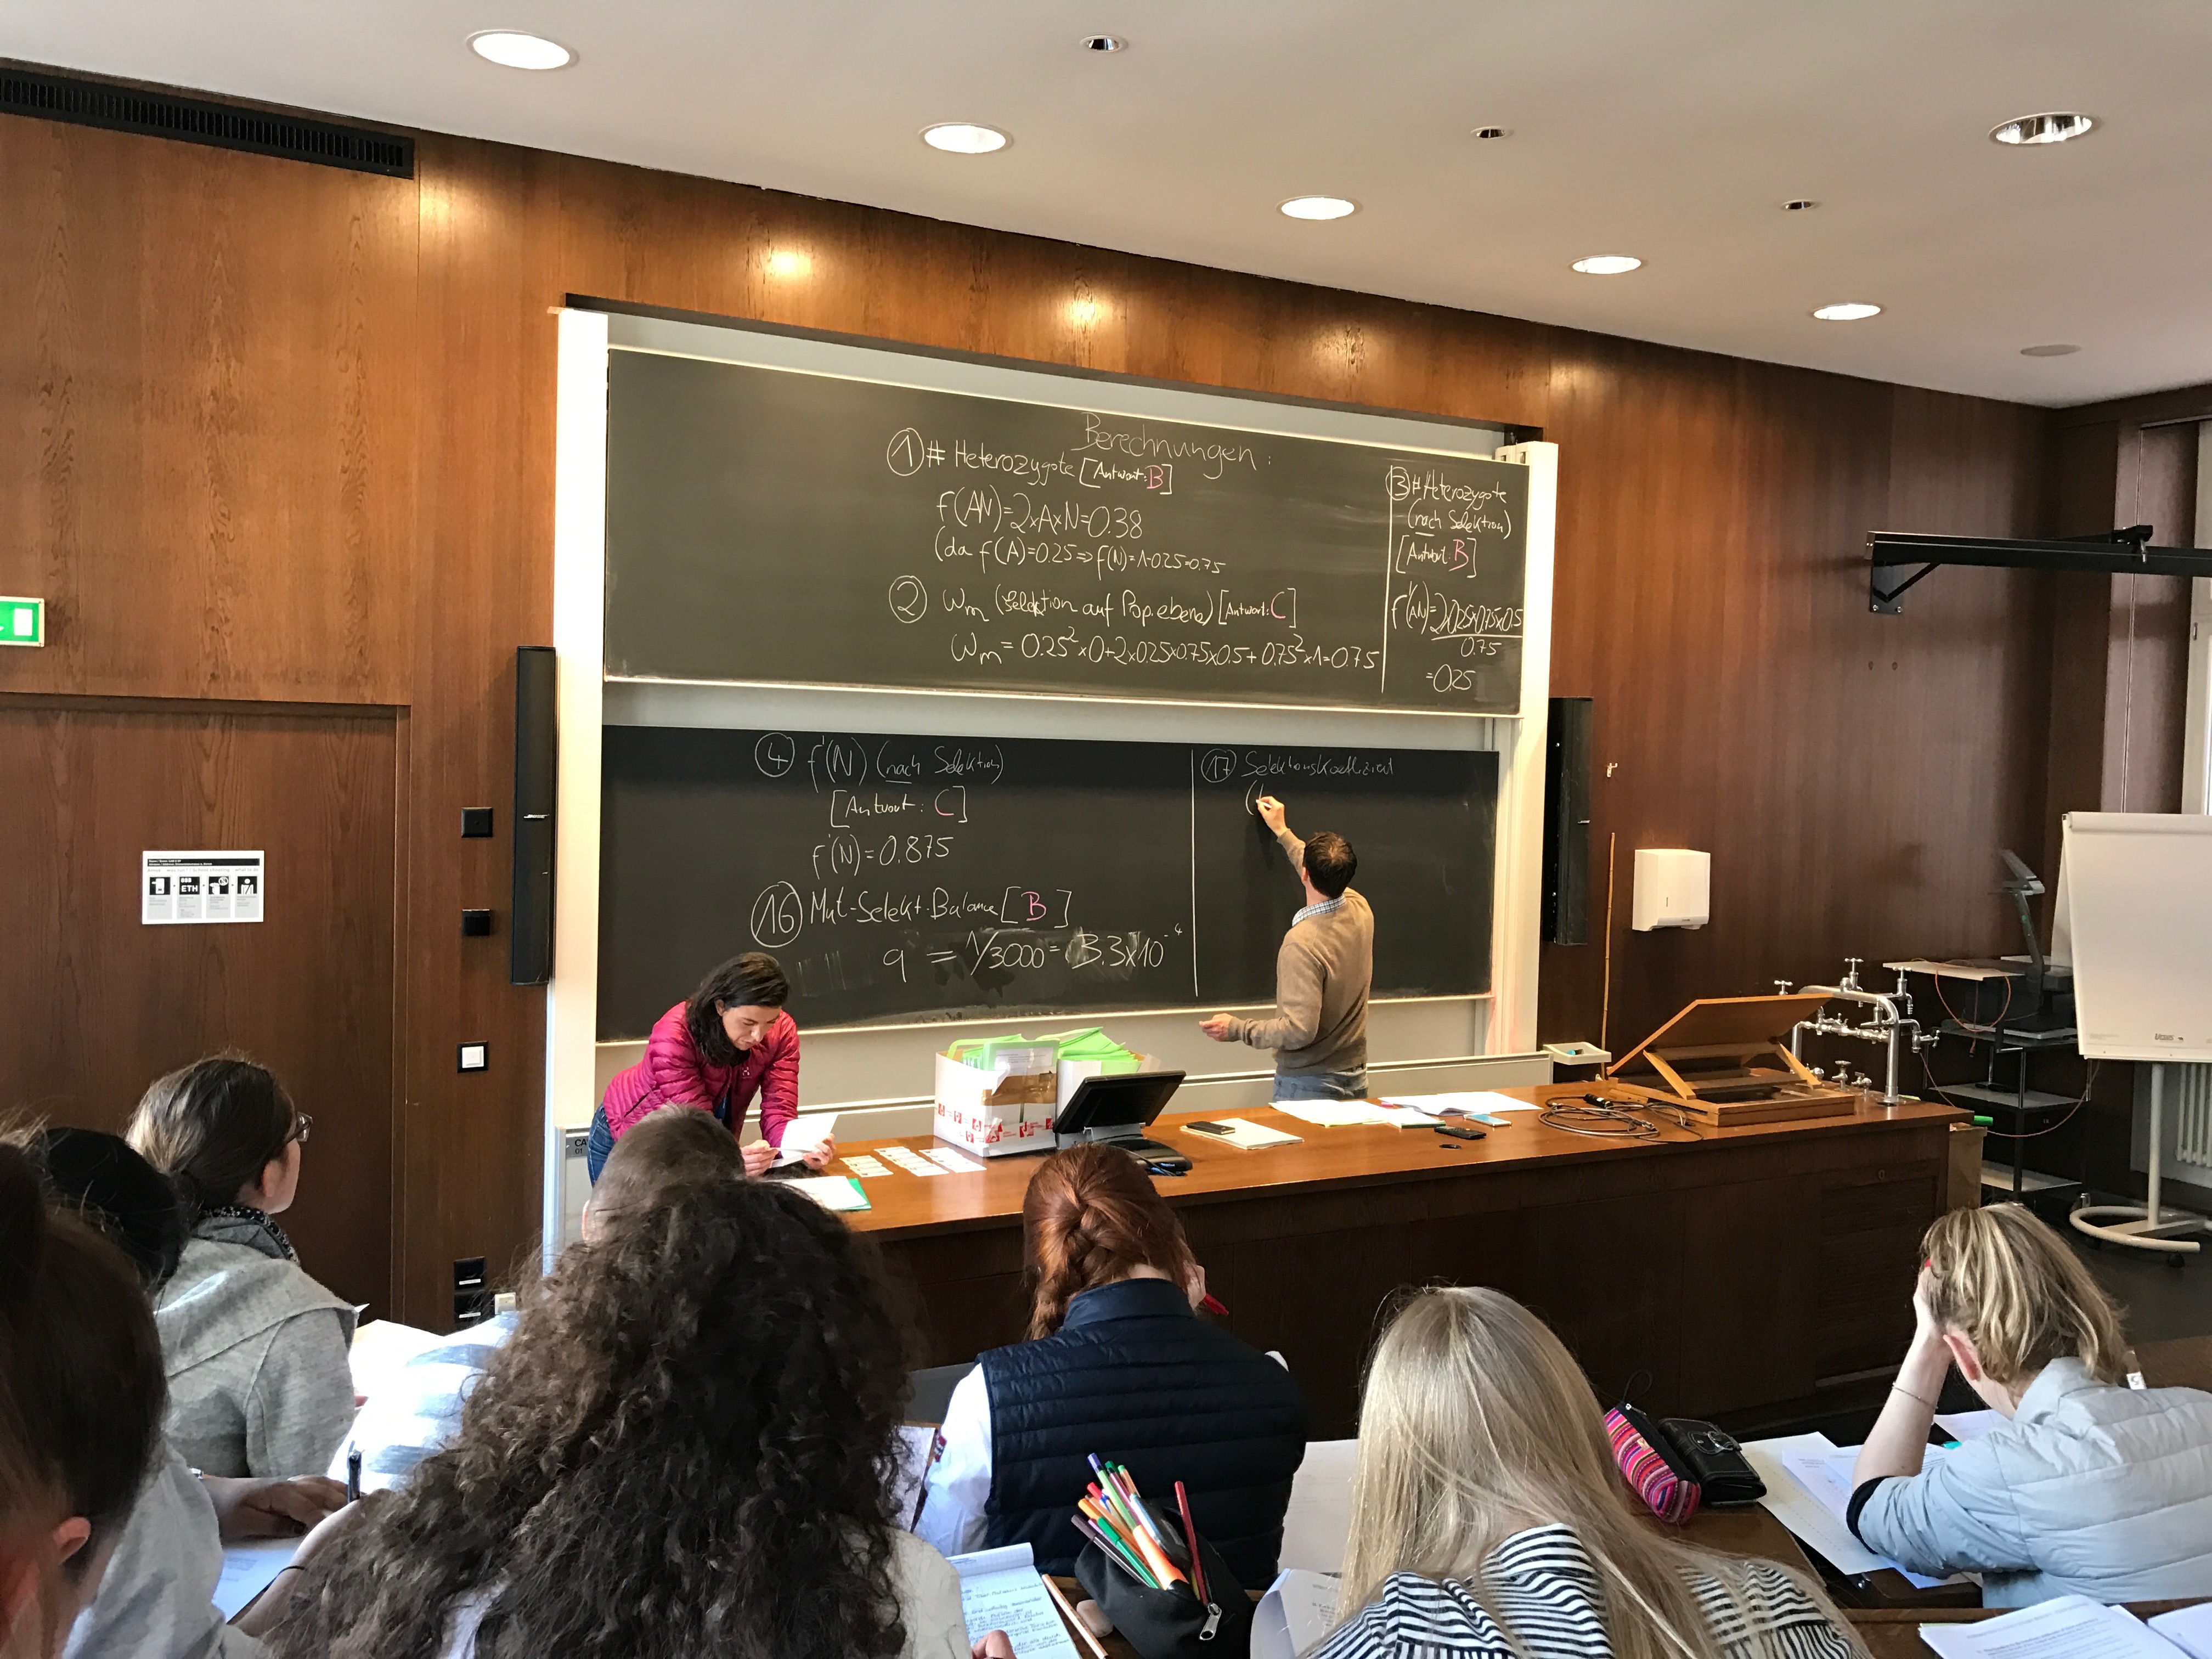 Berechnungen:
① # Heterozygote [Antwort: B]
f(AN)=2×A×N=0.38
(da f(A)=0.25⇒f(N)=1-0.25=0.75
② Wm (Selektion auf Pop.ebene) [Antwort: C]
Wm = 0.25²×0+2×0.25×0.75×0.5+0.75²×1=0.75
③ # Heterozygote
(nach Selektion)
[Antwort: B]
f'(AN)=2×0.25×0.75×0.5
0.75
=0.25
④ f'(N) (nach Selektion)
[Antwort: C]
f'(N)=0.875
⑯ Mut-Selekt-Balance [B]
q = 1/3000 = 3.3×10⁻⁴
⑰ Selektionskoeffizient
(
ETH